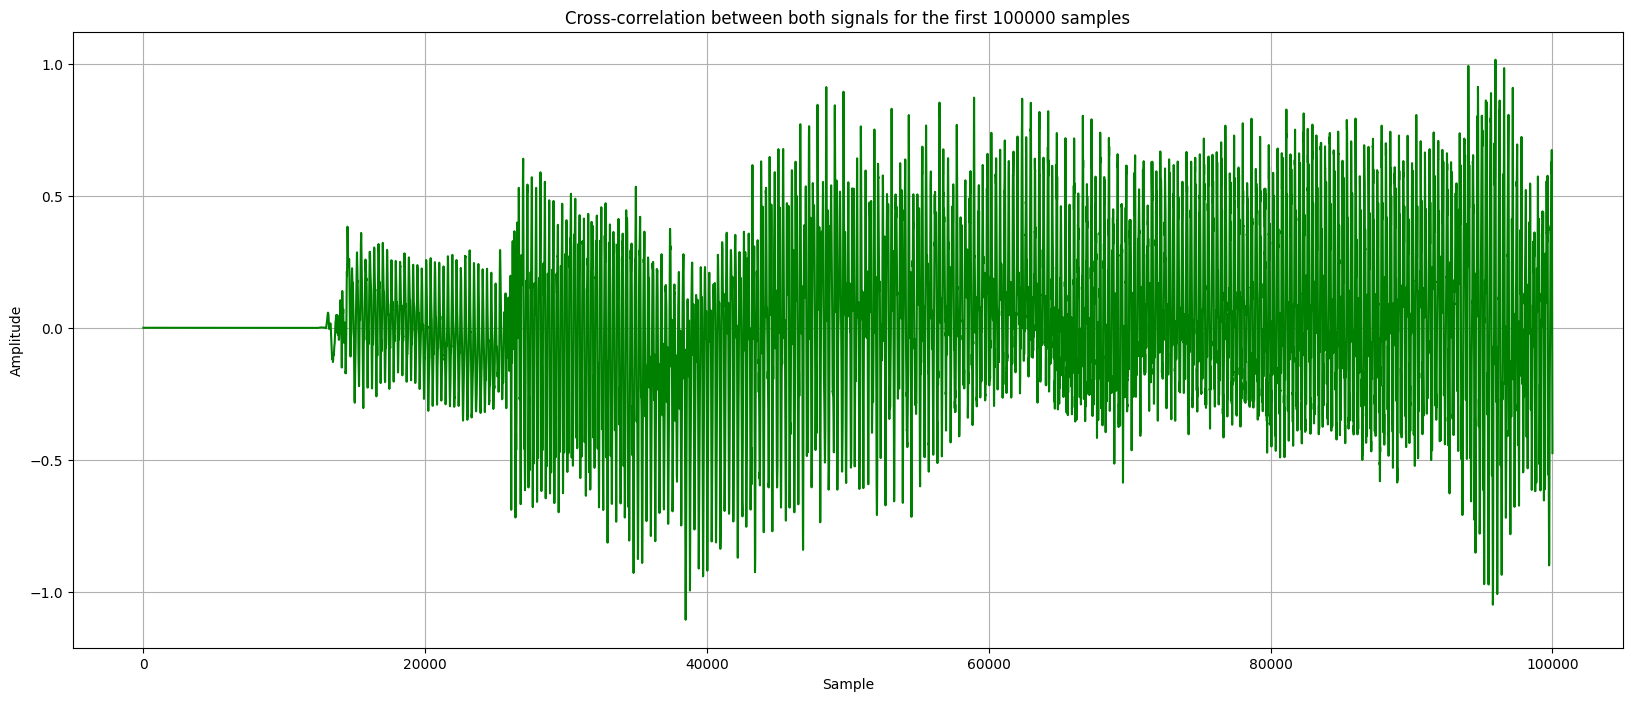 Cross-correlation between both signals for the first 100000 samples
1.0
0.5
0.0
−0.5
−1.0
Amplitude
0 20000 40000 60000 80000 100000
Sample